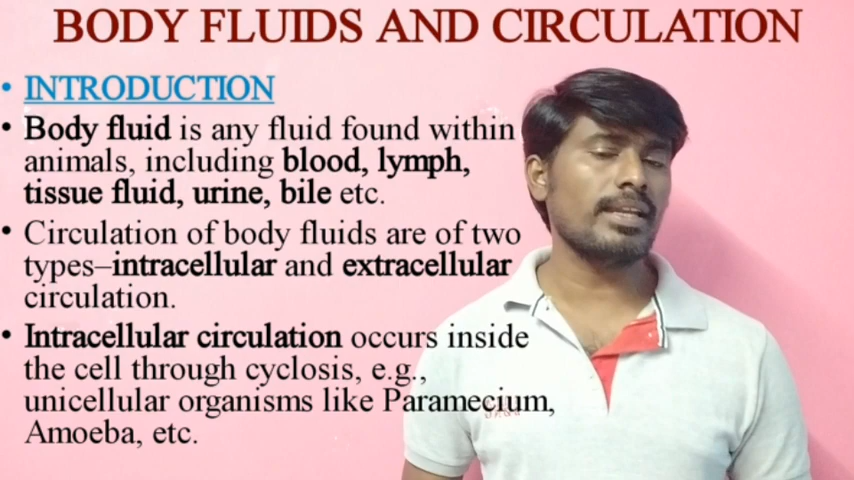 BODY FLUIDS AND CIRCULATION
• INTRODUCTION
• Body fluid is any fluid found within
animals, including blood, lymph,
tissue fluid, urine, bile etc.
• Circulation of body fluids are of two
types–intracellular and extracellular
circulation.
• Intracellular circulation occurs inside
the cell through cyclosis, e.g.,
unicellular organisms like Paramecium,
Amoeba, etc.